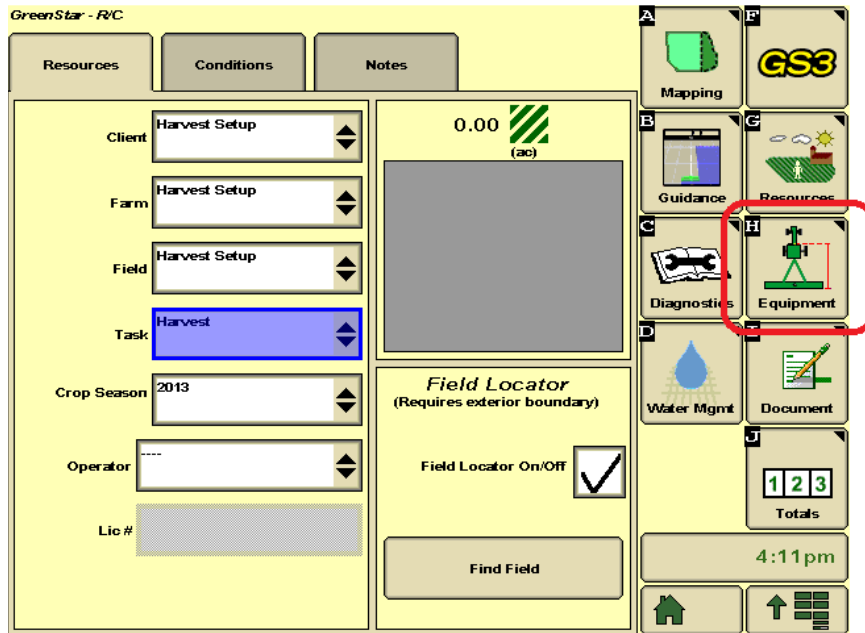 GreenStar - R/C
Resources
Conditions
Notes
Client
Harvest Setup
Farm
Harvest Setup
Field
Harvest Setup
Task
Harvest
Crop Season
2013
Operator
----
Lic #
0.00
(ac)
Field Locator
(Requires exterior boundary)
Field Locator On/Off
Find Field
A
Mapping
F
GS3
B
Guidance
G
Resources
C
Diagnostics
H
Equipment
D
Water Mgmt
I
Document
J
1 2 3
Totals
4:11pm